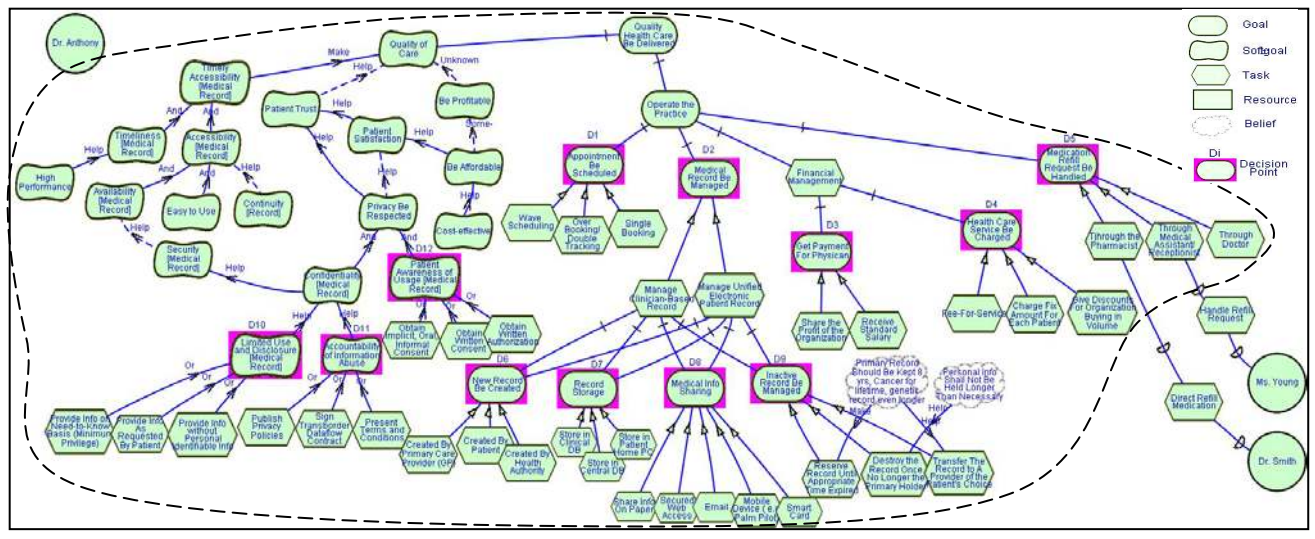 Dr. Anthony
Quality
Health Care
Be Delivered
Goal
Softgoal
Task
Resource
Belief
Di
Decision
Point
Make
Quality of
Care
Help
Unknown
Timely
Accessibility
[Medical
Record]
And
And
Patient Trust
Help
Be Profitable
Some-
Operate the
Practice
Timeliness
[Medical
Record]
Accessibility
[Medical
Record]
Help
Patient
Satisfaction
Help
Help
Be Affordable
High
Performance
Help
And
And
Help
Availability
[Medical
Record]
Easy to Use
Continuity
[Record]
Help
Help
Privacy Be
Respected
Cost-effective
D1
Appointment
Be
Scheduled
D2
Medical
Record Be
Managed
Financial
Management
D5
Medication
Refill
Request Be
Handled
Wave
Scheduling
Over
Booking/
Double
Tracking
Single
Booking
D3
Get Payment
For Physican
D4
Health Care
Service Be
Charged
Through the
Pharmacist
Through
Medical
Assistant/
Receptionist
Through
Doctor
Security
[Medical
Record]
Help
And
And
D12
Patient
Awareness of
Usage [Medical
Record]
Confidentiality
[Medical
Record]
Help
Help
Or
Or
Or
Obtain
Implicit, Oral,
Informal
Consent
Obtain
Written
Consent
Obtain
Written
Authorization
Manage
Clinician-Based
Record
Manage Unified
Electronic
Patient Record
Share the
Profit of the
Organization
Receive
Standard
Salary
Fee-For-Service
Charge Fix
Amount For
Each Patient
Give Discounts
for Organization
Buying in
Volume
Handle Refill
Request
D10
Limited Use
and Disclosure
[Medical
Record]
D11
Accountability
of Information
Abuse
Or
Or
Or
Or
Or
Or
D6
New Record
Be Created
D7
Record
Storage
D8
Medical Info
Sharing
D9
Inactive
Record Be
Managed
Primary Record
Should Be Kept 8
yrs, Cancer for
lifetime, genetic
record even longer
Personal Info
Shall Not Be
Held Longer
Than Necessary
Make
Help
Ms. Young
Direct Refill
Medication
Dr. Smith
Provide Info on
Need-to-Know
Basis (Minimum
Privilege)
Provide Info
As
Requested
By Patient
Provide Info
without
Personal
Identifiable Info
Publish
Privacy
Policies
Sign
Transborder
Dataflow
Contract
Present
Terms and
Conditions
Created By
Primary Care
Provider (GP)
Created By
Patient
Created By
Health
Authority
Store in
Clinical
DB
Store in
Central DB
Store in
Patient
Home PC
Share Info
On Paper
Secured
Web
Access
Email
Mobile
Device (e.
Palm Pilot
Smart
Card
Reserve
Record Until
Appropriate
Time Expired
Destroy the
Record Once
No Longer the
Primary Holder
Transfer The
Record to A
Provider of the
Patient's Choice